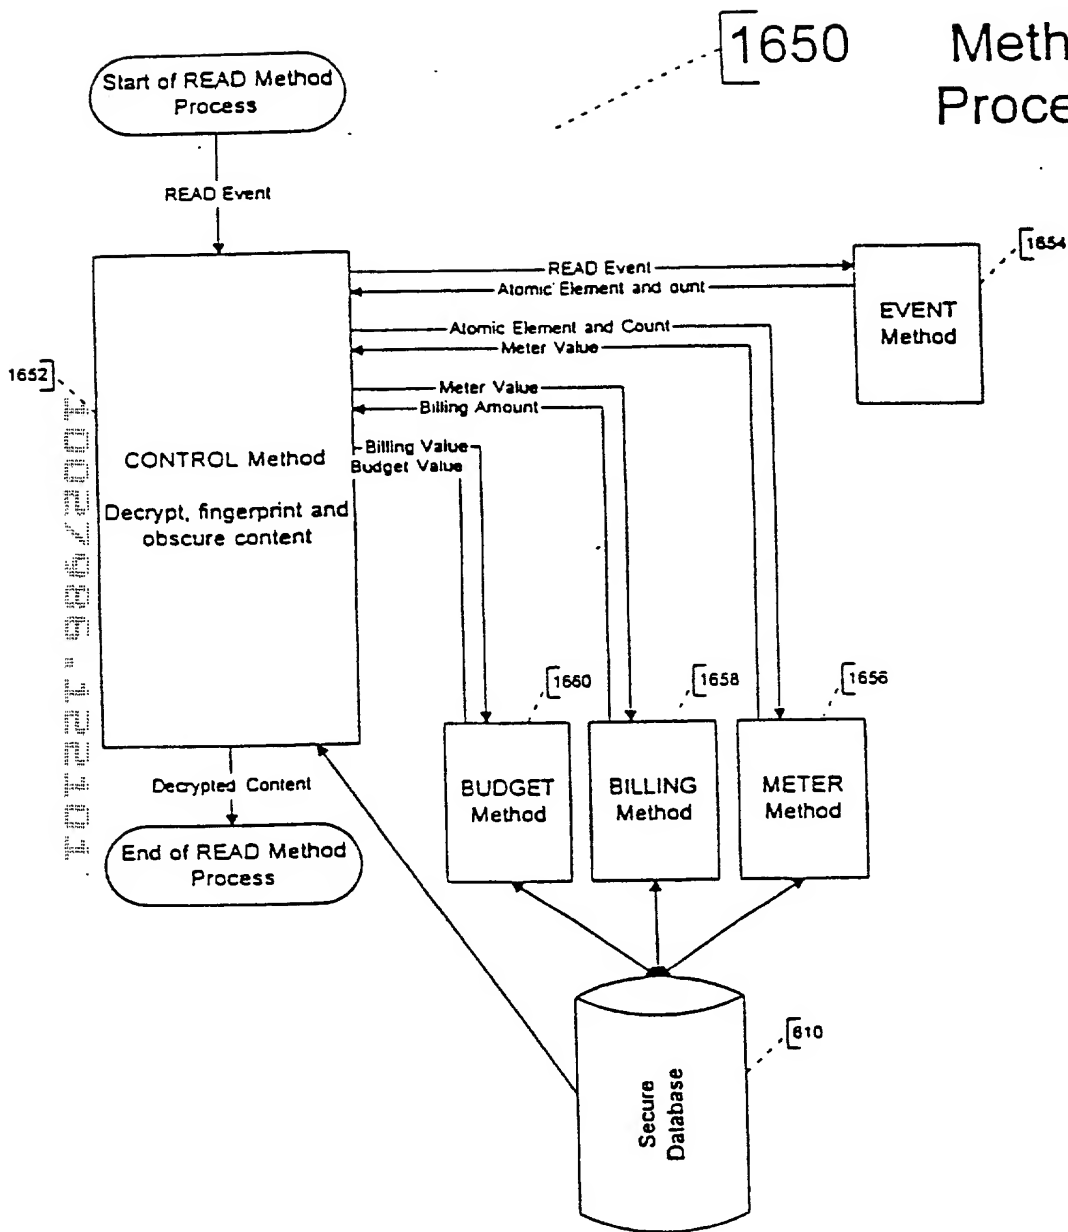 1650 Meth
Proce
Start of READ Method
Process
READ Event
1654
READ Event
Atomic Element and ount
EVENT
Method
Atomic Element and Count
Meter Value
1652
Meter Value
Billing Amount
Billing Value
Budget Value
CONTROL Method
Decrypt, fingerprint and
obscure content
10027986.122101
1660
1658
1656
BUDGET
Method
BILLING
Method
METER
Method
Decrypted Content
End of READ Method
Process
610
Secure
Database